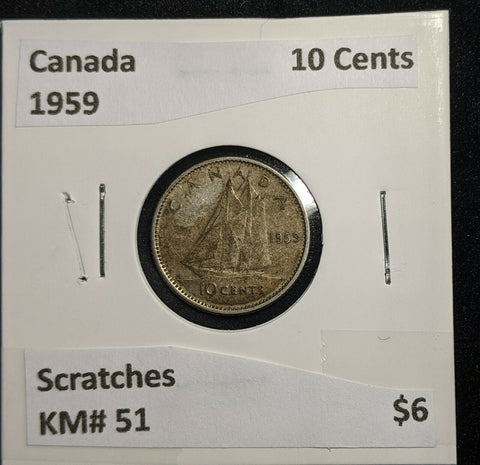 Canada 10 Cents
1959
CANADA
1959
10 CENTS
Scratches
KM# 51 $6